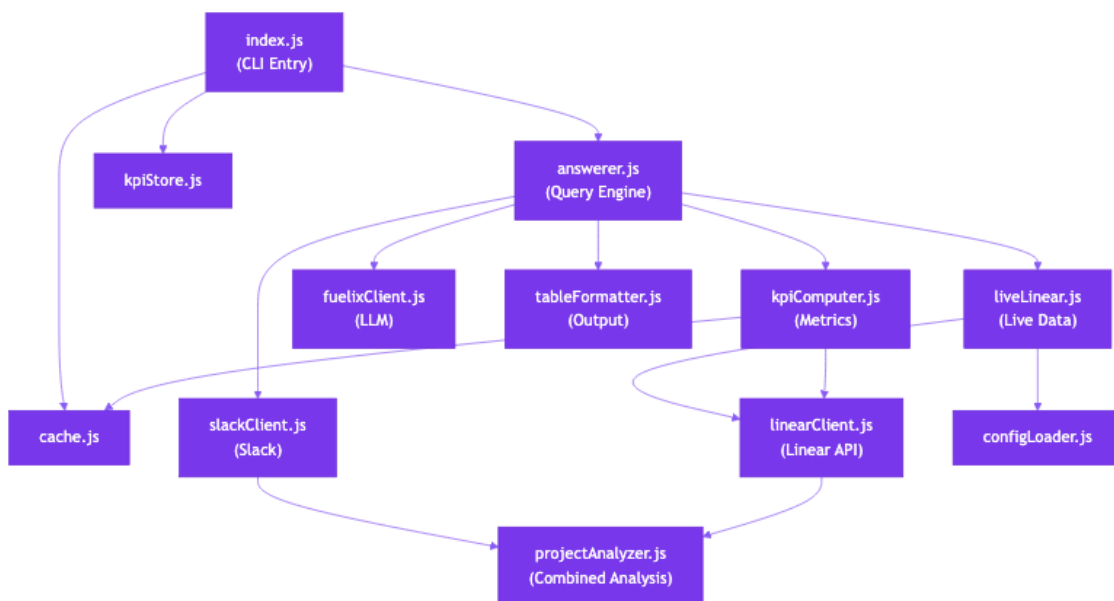 index.js
(CLI Entry)
kpiStore.js
answerer.js
(Query Engine)
fuelixClient.js
(LLM)
tableFormatter.js
(Output)
kpiComputer.js
(Metrics)
liveLinear.js
(Live Data)
cache.js
slackClient.js
(Slack)
linearClient.js
(Linear API)
configLoader.js
projectAnalyzer.js
(Combined Analysis)